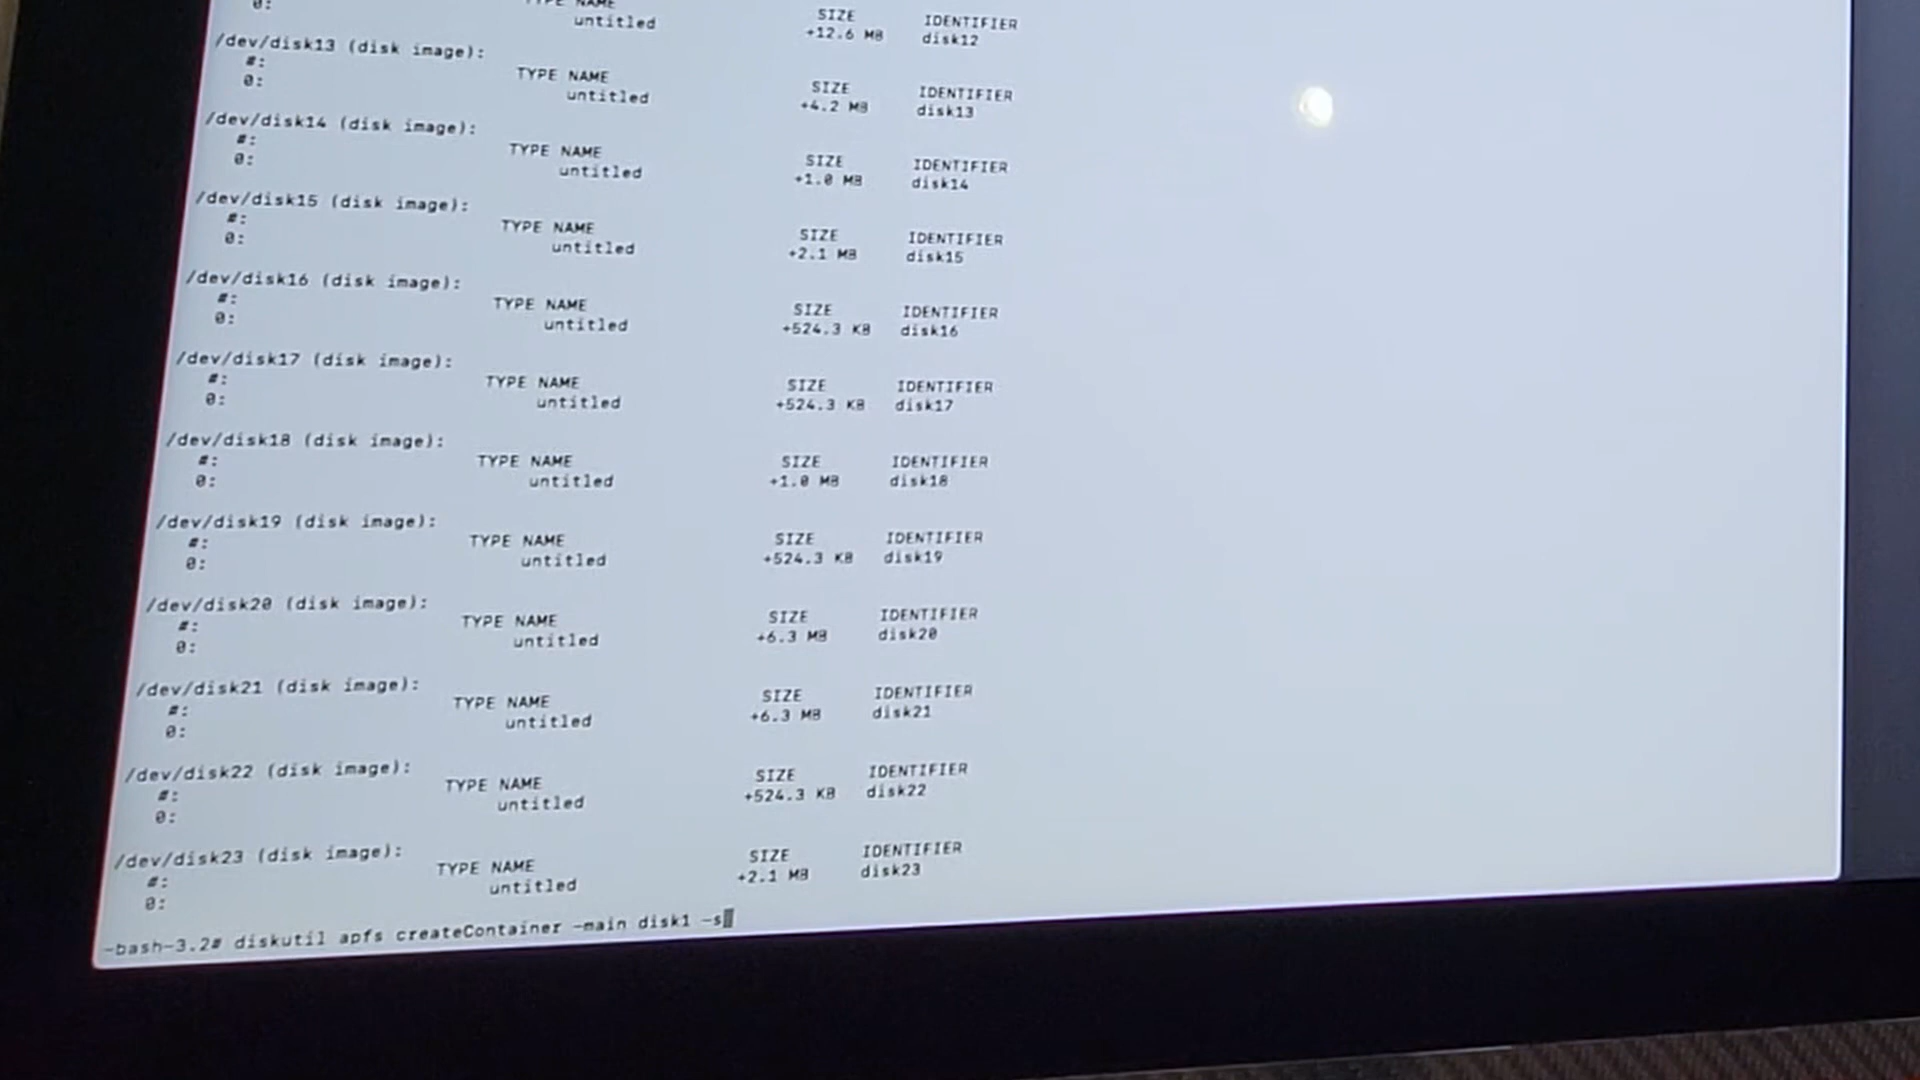 0: TYPE NAME SIZE IDENTIFIER
untitled +12.6 MB disk12
/dev/disk13 (disk image):
#: TYPE NAME SIZE IDENTIFIER
0: untitled +4.2 MB disk13
/dev/disk14 (disk image):
#: TYPE NAME SIZE IDENTIFIER
0: untitled +1.0 MB disk14
/dev/disk15 (disk image):
#: TYPE NAME SIZE IDENTIFIER
0: untitled +2.1 MB disk15
/dev/disk16 (disk image):
#: TYPE NAME SIZE IDENTIFIER
0: untitled +524.3 KB disk16
/dev/disk17 (disk image):
#: TYPE NAME SIZE IDENTIFIER
0: untitled +524.3 KB disk17
/dev/disk18 (disk image):
#: TYPE NAME SIZE IDENTIFIER
0: untitled +1.0 MB disk18
/dev/disk19 (disk image):
#: TYPE NAME SIZE IDENTIFIER
0: untitled +524.3 KB disk19
/dev/disk20 (disk image):
#: TYPE NAME SIZE IDENTIFIER
0: untitled +6.3 MB disk20
/dev/disk21 (disk image):
#: TYPE NAME SIZE IDENTIFIER
0: untitled +6.3 MB disk21
/dev/disk22 (disk image):
#: TYPE NAME SIZE IDENTIFIER
0: untitled +524.3 KB disk22
/dev/disk23 (disk image):
#: TYPE NAME SIZE IDENTIFIER
0: untitled +2.1 MB disk23
-bash-3.2# diskutil apfs createContainer -main disk1 -s